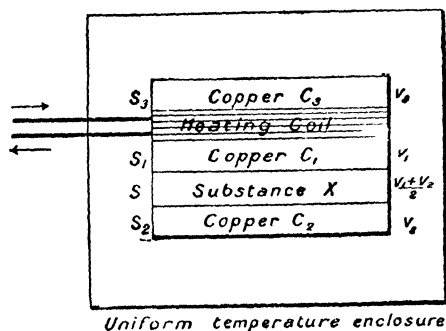 S₃ Copper C₃ V₃
Heating Coil
S₁ Copper C₁ V₁
S Substance X (V₁+V₂)/2
S₂ Copper C₂ V₂
Uniform temperature enclosure